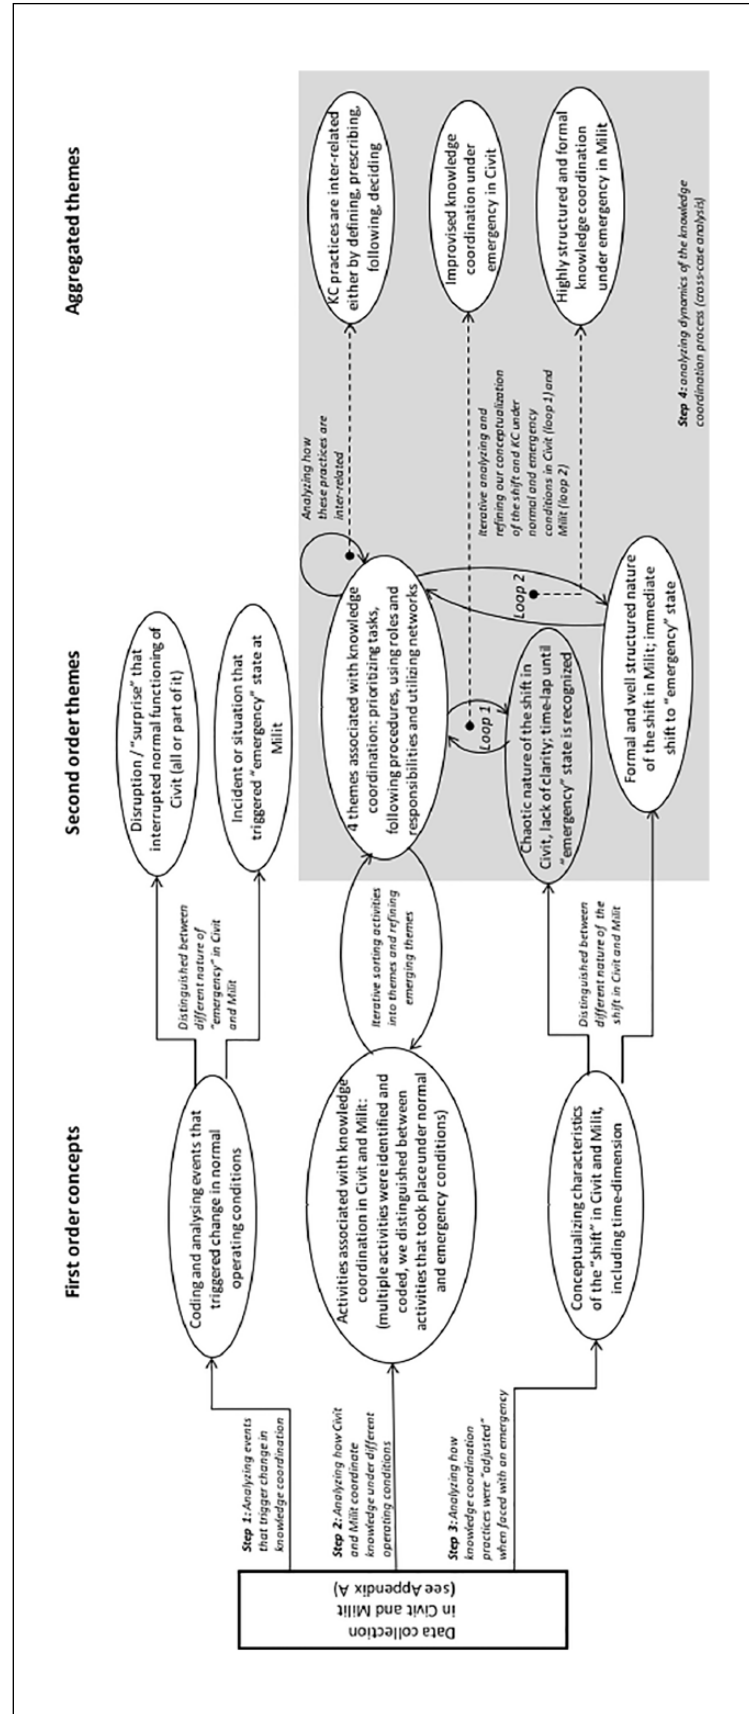 First order concepts
Second order themes
Aggregated themes
Data collection
in Civit and Milit
(see Appendix A)
Step 1: Analyzing events
that trigger change in
knowledge coordination
Step 2: Analyzing how Civit
and Milit coordinate
knowledge under different
operating conditions
Step 3: Analyzing how
knowledge coordination
practices were "adjusted"
when faced with an emergency
Coding and analysing events that
triggered change in normal
operating conditions
Activities associated with knowledge
coordination in Civit and Milit:
(multiple activities were identified and
coded, we distinguished between
activities that took place under normal
and emergency conditions)
Conceptualizing characteristics
of the "shift" in Civit and Milit,
including time-dimension
Distinguished between
different nature of
"emergency" in Civit
and Milit
Iterative sorting activities
into themes and refining
emerging themes
Distinguished between
different nature of the
shift in Civit and Milit
Disruption / "surprise" that
interrupted normal functioning of
Civit (all or part of it)
Incident or situation that
triggered "emergency" state at
Milit
4 themes associated with knowledge
coordination: prioritizing tasks,
following procedures, using roles and
responsibilities and utilizing networks
Loop 1
Chaotic nature of the shift in
Civit, lack of clarity; time-lap until
"emergency" state is recognized
Loop 2
Formal and well structured nature
of the shift in Milit; immediate
shift to "emergency" state
Analyzing how
these practices are
inter-related
Iterative analyzing and
refining our conceptualization
of the shift and KC under
normal and emergency
conditions in Civit (loop 1) and
Milit (loop 2)
KC practices are inter-related
either by defining, prescribing,
following, deciding
Improvised knowledge
coordination under
emergency in Civit
Highly structured and formal
knowledge coordination
under emergency in Milit
Step 4: analyzing dynamics of the knowledge
coordination process (cross-case analysis)